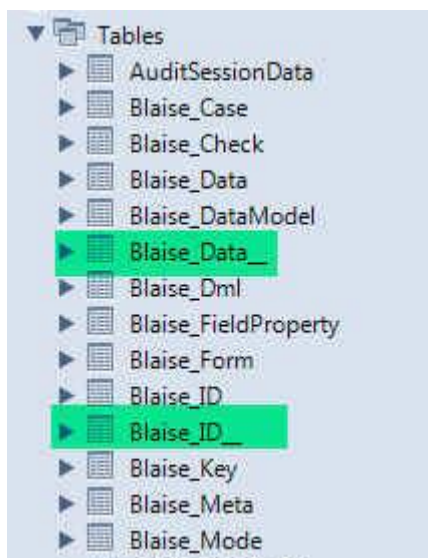 Tables
AuditSessionData
Blaise_Case
Blaise_Check
Blaise_Data
Blaise_DataModel
Blaise_Data__
Blaise_Dml
Blaise_FieldProperty
Blaise_Form
Blaise_ID
Blaise_ID__
Blaise_Key
Blaise_Meta
Blaise_Mode